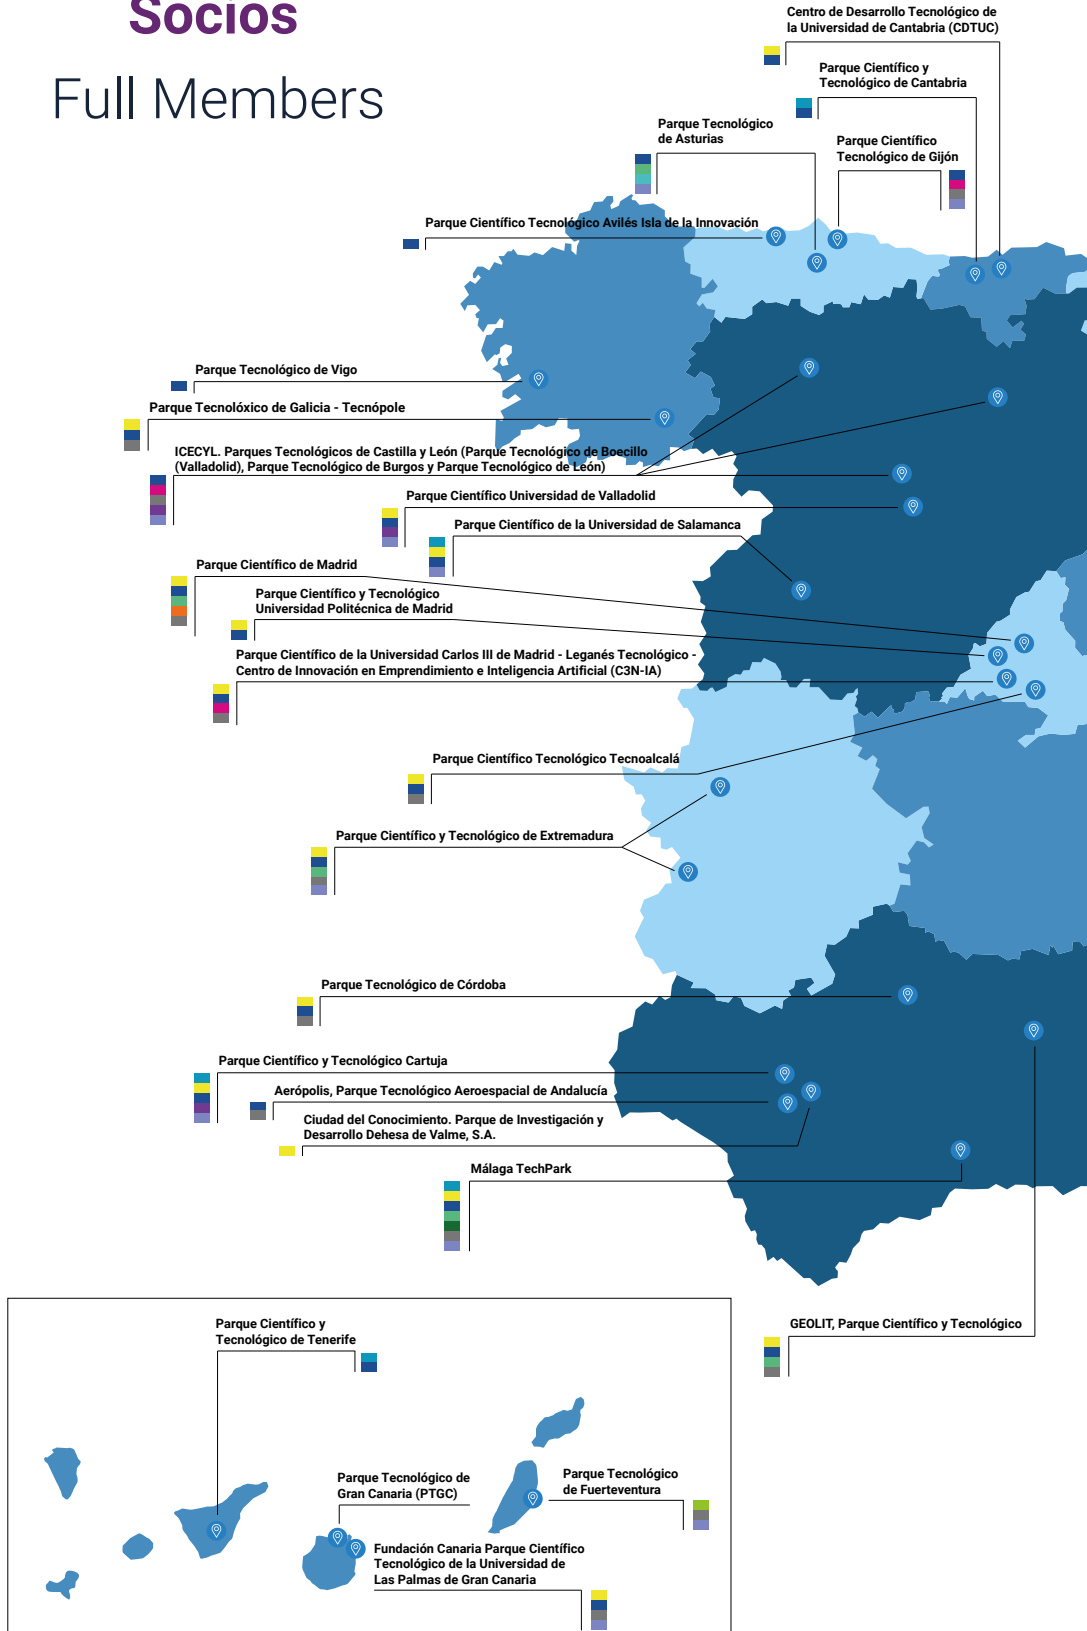 Socios
Full Members
Centro de Desarrollo Tecnológico de
la Universidad de Cantabria (CDTUC)
Parque Científico y
Tecnológico de Cantabria
Parque Tecnológico
de Asturias
Parque Científico
Tecnológico de Gijón
Parque Científico Tecnológico Avilés Isla de la Innovación
Parque Tecnológico de Vigo
Parque Tecnolóxico de Galicia - Tecnópole
ICECYL. Parques Tecnológicos de Castilla y León (Parque Tecnológico de Boecillo
(Valladolid), Parque Tecnológico de Burgos y Parque Tecnológico de León)
Parque Científico Universidad de Valladolid
Parque Científico de la Universidad de Salamanca
Parque Científico de Madrid
Parque Científico y Tecnológico
Universidad Politécnica de Madrid
Parque Científico de la Universidad Carlos III de Madrid - Leganés Tecnológico -
Centro de Innovación en Emprendimiento e Inteligencia Artificial (C3N-IA)
Parque Científico Tecnológico Tecnoalcalá
Parque Científico y Tecnológico de Extremadura
Parque Tecnológico de Córdoba
Parque Científico y Tecnológico Cartuja
Aerópolis, Parque Tecnológico Aeroespacial de Andalucía
Ciudad del Conocimiento. Parque de Investigación y
Desarrollo Dehesa de Valme, S.A.
Málaga TechPark
GEOLIT, Parque Científico y Tecnológico
Parque Científico y
Tecnológico de Tenerife
Parque Tecnológico de
Gran Canaria (PTGC)
Parque Tecnológico
de Fuerteventura
Fundación Canaria Parque Científico
Tecnológico de la Universidad de
Las Palmas de Gran Canaria